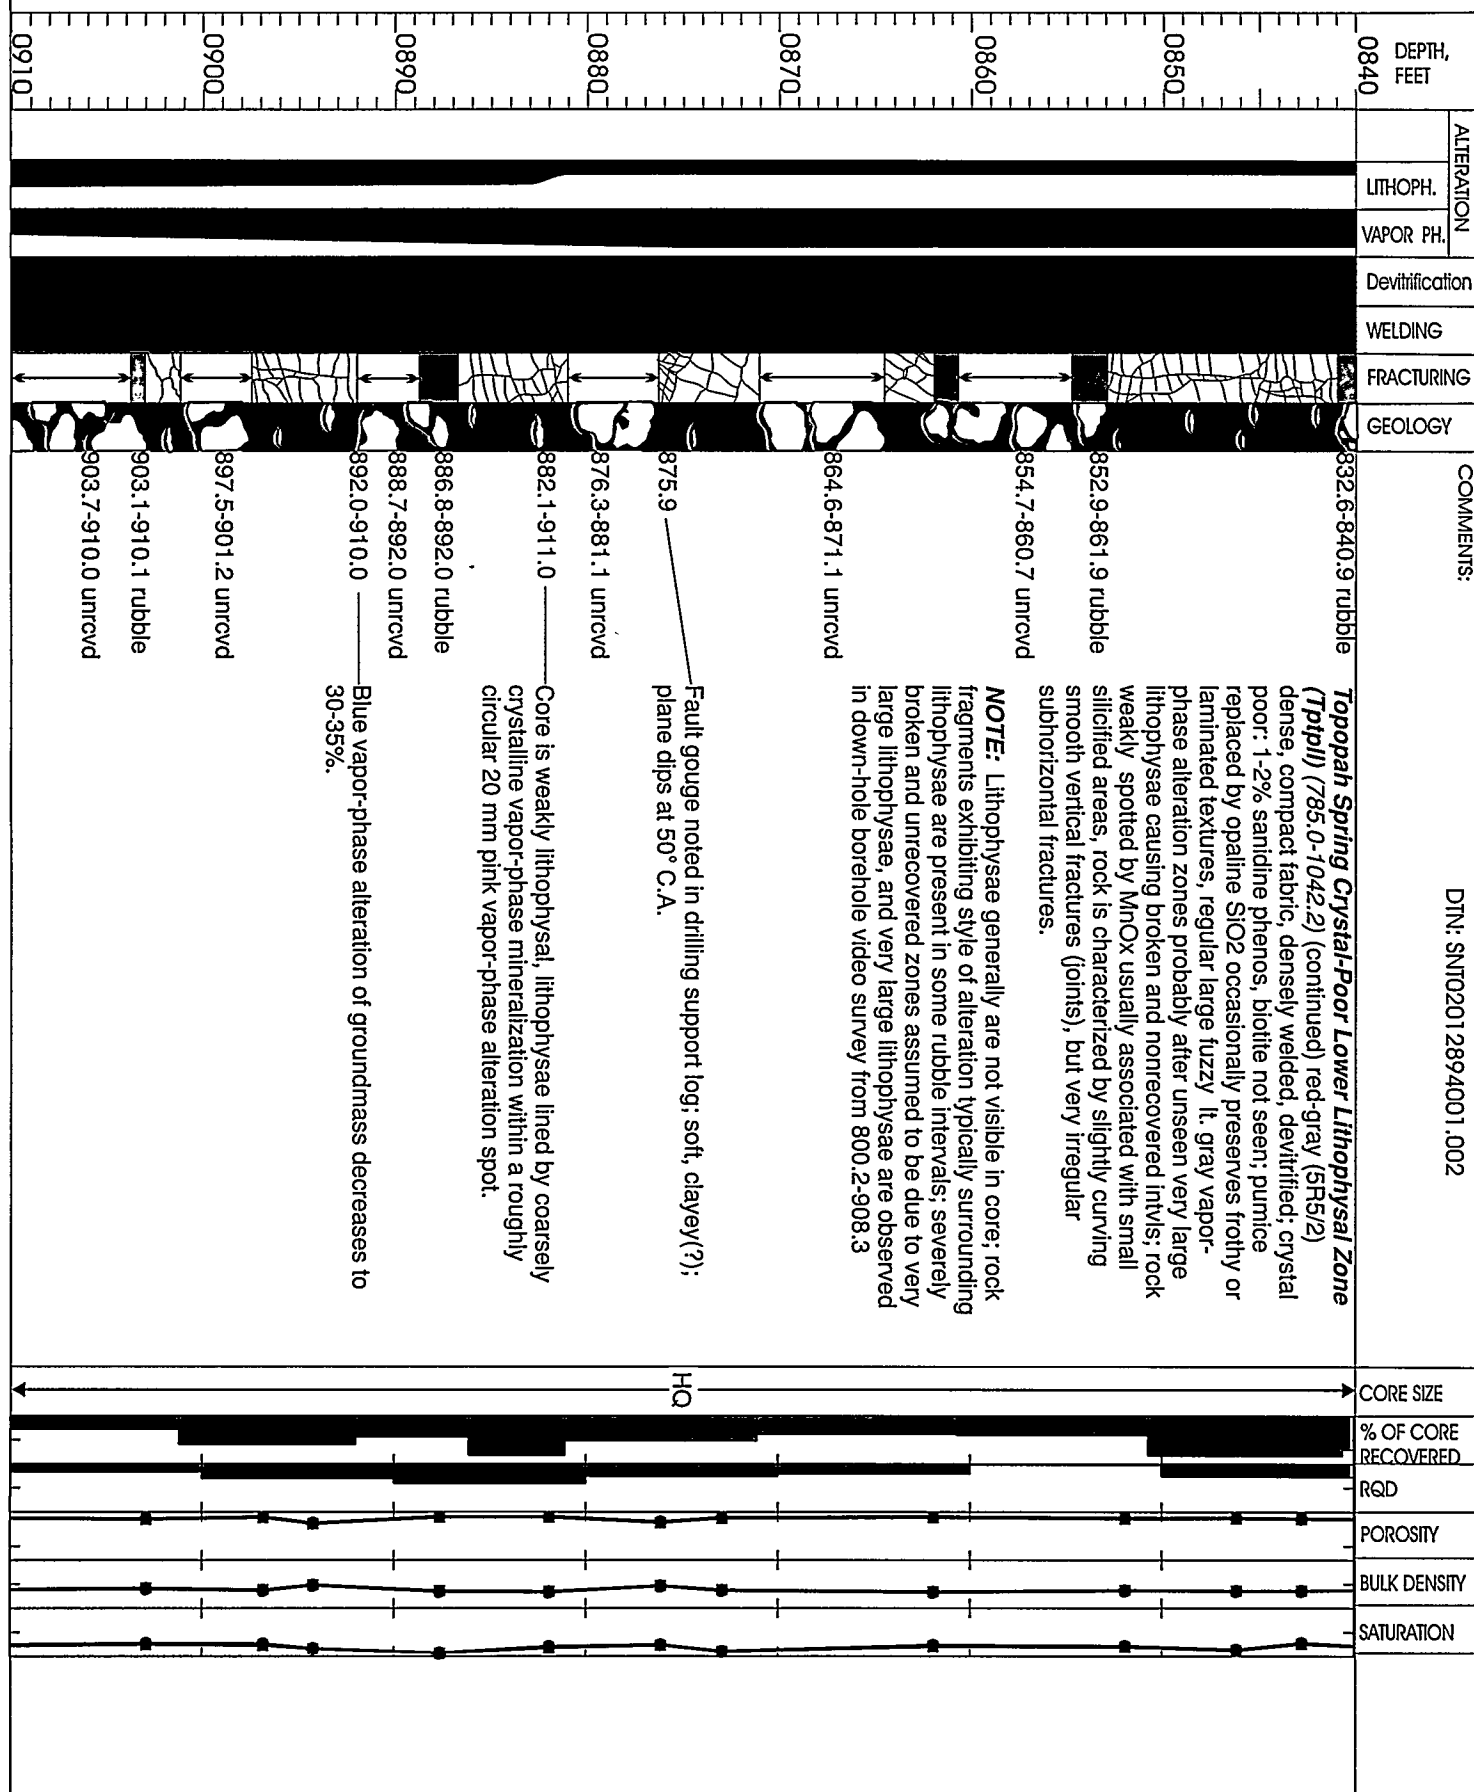 DTN: SNT02012894001.002
DEPTH,
FEET
ALTERATION
LITHOPH.
VAPOR PH.
Devitrification
WELDING
FRACTURING
GEOLOGY
COMMENTS:
CORE SIZE
% OF CORE
RECOVERED
RQD
POROSITY
BULK DENSITY
SATURATION
0840
0850
0860
0870
0880
0890
0900
0910
832.6-840.9 rubble
852.9-861.9 rubble
854.7-860.7 unrcvd
864.6-871.1 unrcvd
875.9
876.3-881.1 unrcvd
882.1-911.0
886.8-892.0 rubble
888.7-892.0 unrcvd
892.0-910.0
897.5-901.2 unrcvd
903.1-910.1 rubble
903.7-910.0 unrcvd
Topopah Spring Crystal-Poor Lower Lithophysal Zone
(Tptpll) (785.0-1042.2) (continued) red-gray (5R5/2)
dense, compact fabric, densely welded, devitrified; crystal
poor: 1-2% sanidine phenos, biotite not seen; pumice
replaced by opaline SiO2 occasionally preserves frothy or
laminated textures, regular large fuzzy lt. gray vapor-
phase alteration zones probably after unseen very large
lithophysae causing broken and nonrecovered intvls; rock
weakly spotted by MnOx usually associated with small
silicified areas, rock is characterized by slightly curving
smooth vertical fractures (joints), but very irregular
subhorizontal fractures.
NOTE: Lithophysae generally are not visible in core; rock
fragments exhibiting style of alteration typically surrounding
lithophysae are present in some rubble intervals; severely
broken and unrecovered zones assumed to be due to very
large lithophysae, and very large lithophysae are observed
in down-hole borehole video survey from 800.2-908.3
Fault gouge noted in drilling support log; soft, clayey(?);
plane dips at 50° C.A.
Core is weakly lithophysal, lithophysae lined by coarsely
crystalline vapor-phase mineralization within a roughly
circular 20 mm pink vapor-phase alteration spot.
Blue vapor-phase alteration of groundmass decreases to
30-35%.
HQ